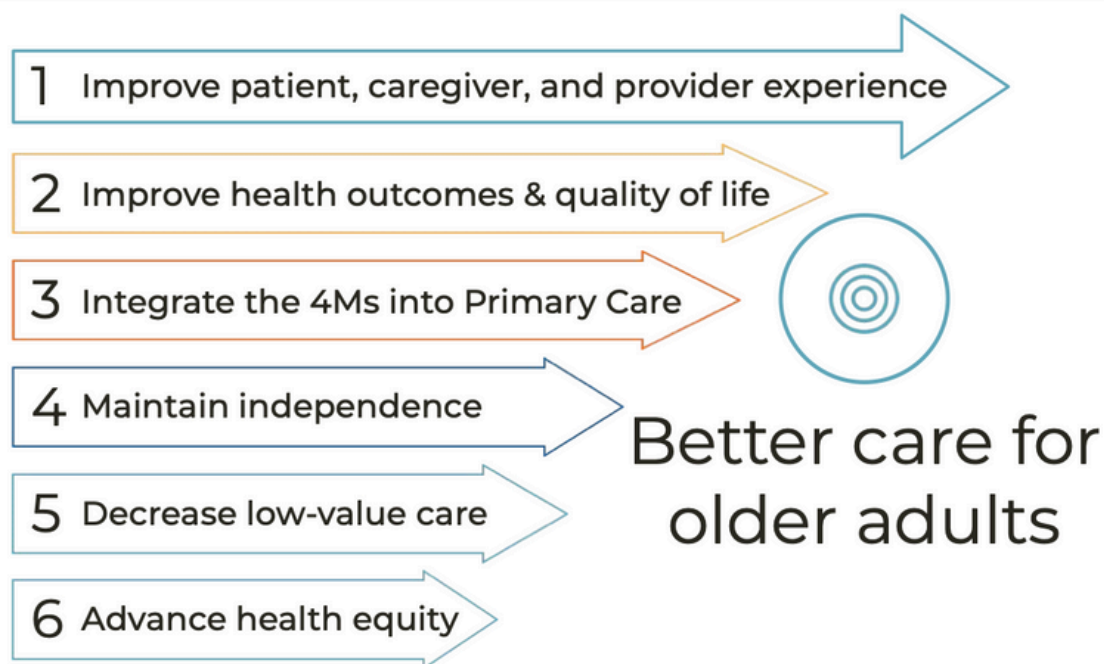 1 Improve patient, caregiver, and provider experience
2 Improve health outcomes & quality of life
3 Integrate the 4Ms into Primary Care
4 Maintain independence
5 Decrease low-value care
6 Advance health equity
Better care for
older adults